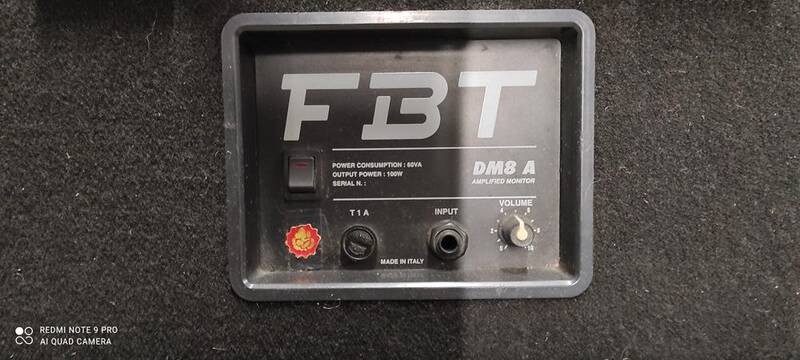 FBT
POWER CONSUMPTION : 60VA
OUTPUT POWER : 100W
SERIAL N. :
DM8 A
AMPLIFIED MONITOR
T 1 A
INPUT
VOLUME
MADE IN ITALY
REDMI NOTE 9 PRO
AI QUAD CAMERA